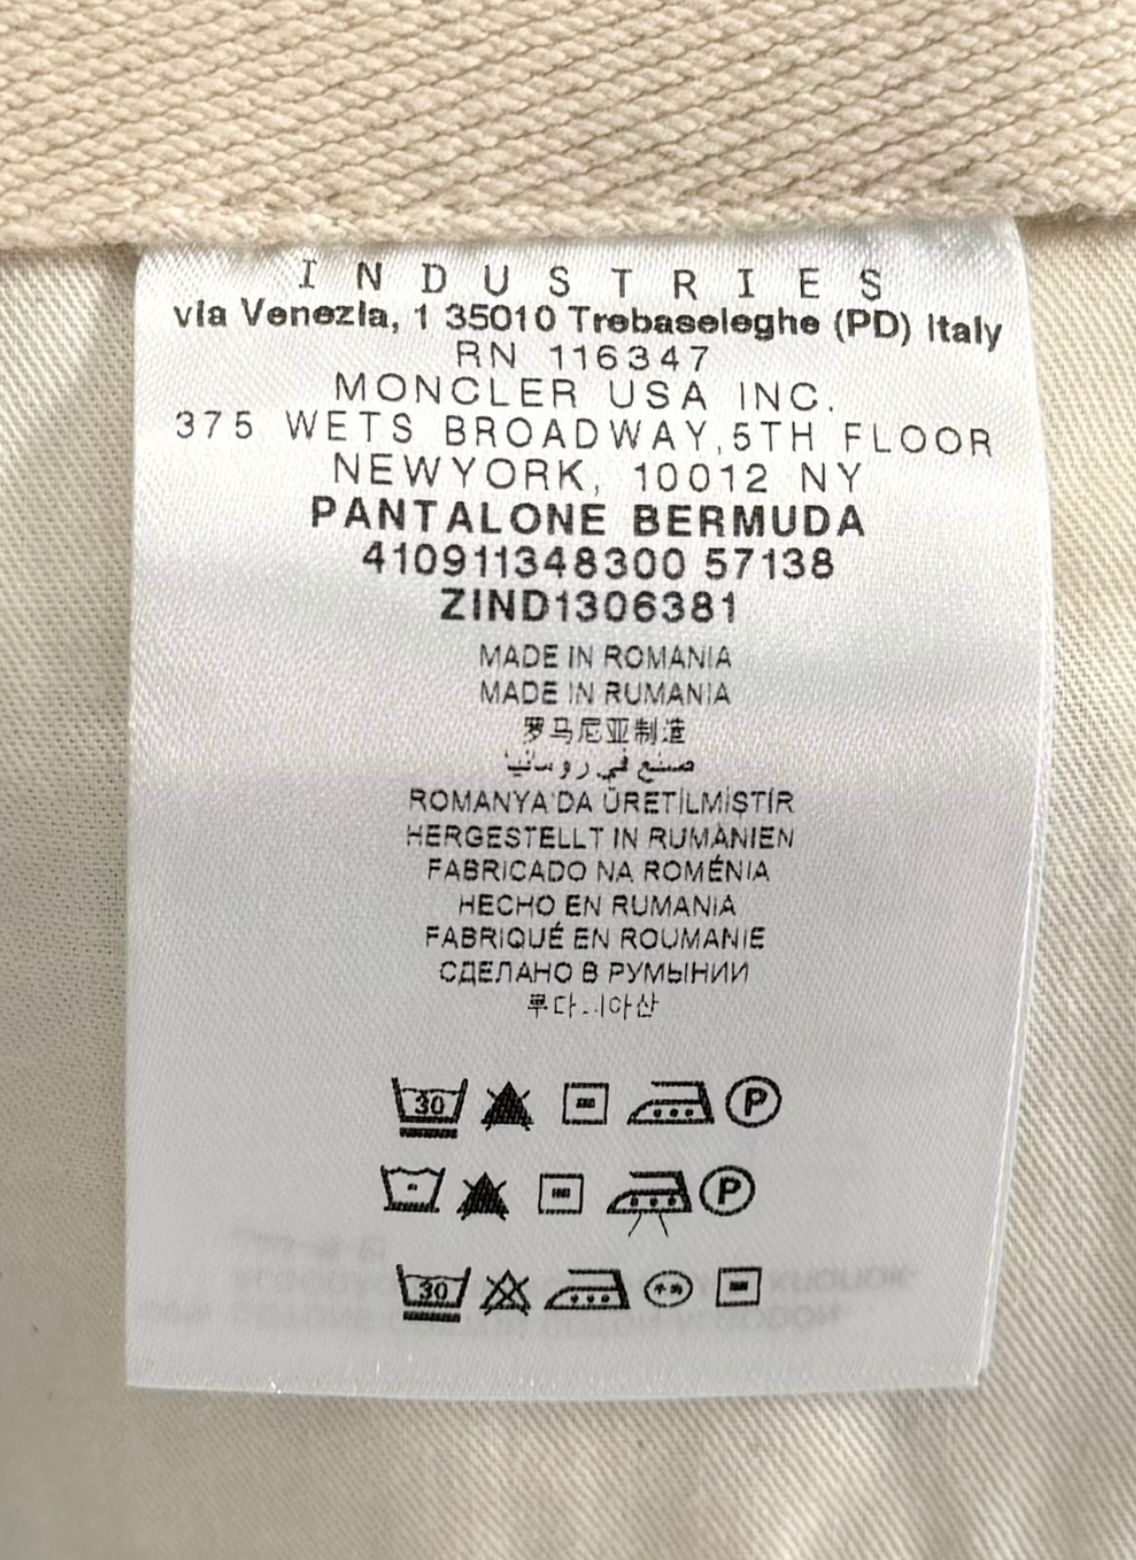 INDUSTRIES
via Venezia, 1 35010 Trebaseleghe (PD) Italy
RN 116347
MONCLER USA INC.
375 WETS BROADWAY,5TH FLOOR
NEWYORK, 10012 NY
PANTALONE BERMUDA
410911348300 57138
ZIND1306381
MADE IN ROMANIA
MADE IN RUMANIA
罗马尼亚制造
صنع في رومانيا
ROMANYA'DA ÜRETİLMİŞTİR
HERGESTELLT IN RUMÄNIEN
FABRICADO NA ROMÉNIA
HECHO EN RUMANIA
FABRIQUÉ EN ROUMANIE
СДЕЛАНО В РУМЫНИИ
30 P
P
30